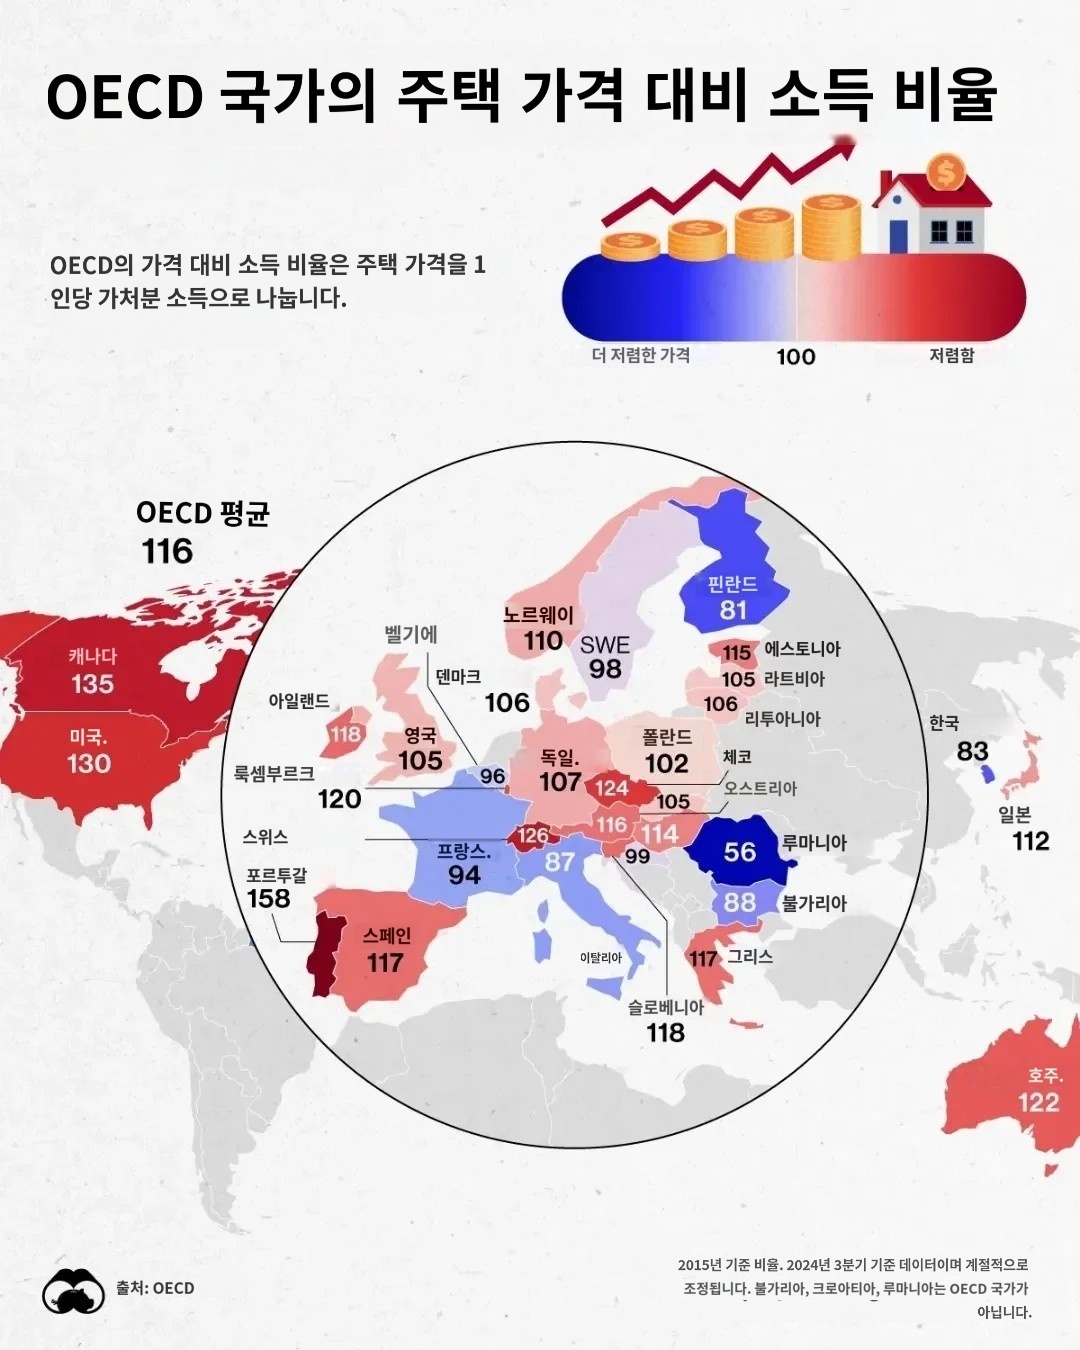 OECD 국가의 주택 가격 대비 소득 비율
OECD의 가격 대비 소득 비율은 주택 가격을 1
인당 가처분 소득으로 나눕니다.
더 저렴한 가격
100
저렴함
OECD 평균
116
캐나다
135
미국.
130
노르웨이
110
SWE
98
핀란드
81
벨기에
96
덴마크
106
115 에스토니아
105 라트비아
106
리투아니아
아일랜드
118
영국
105
독일.
107
폴란드
102
체코
124
룩셈부르크
120
오스트리아
116
105
스위스
126
114
99
프랑스.
94
87
이탈리아
56 루마니아
88 불가리아
포르투갈
158
스페인
117
117 그리스
슬로베니아
118
한국
83
일본
112
호주.
122
출처: OECD
2015년 기준 비율. 2024년 3분기 기준 데이터이며 계절적으로
조정됩니다. 불가리아, 크로아티아, 루마니아는 OECD 국가가
아닙니다.